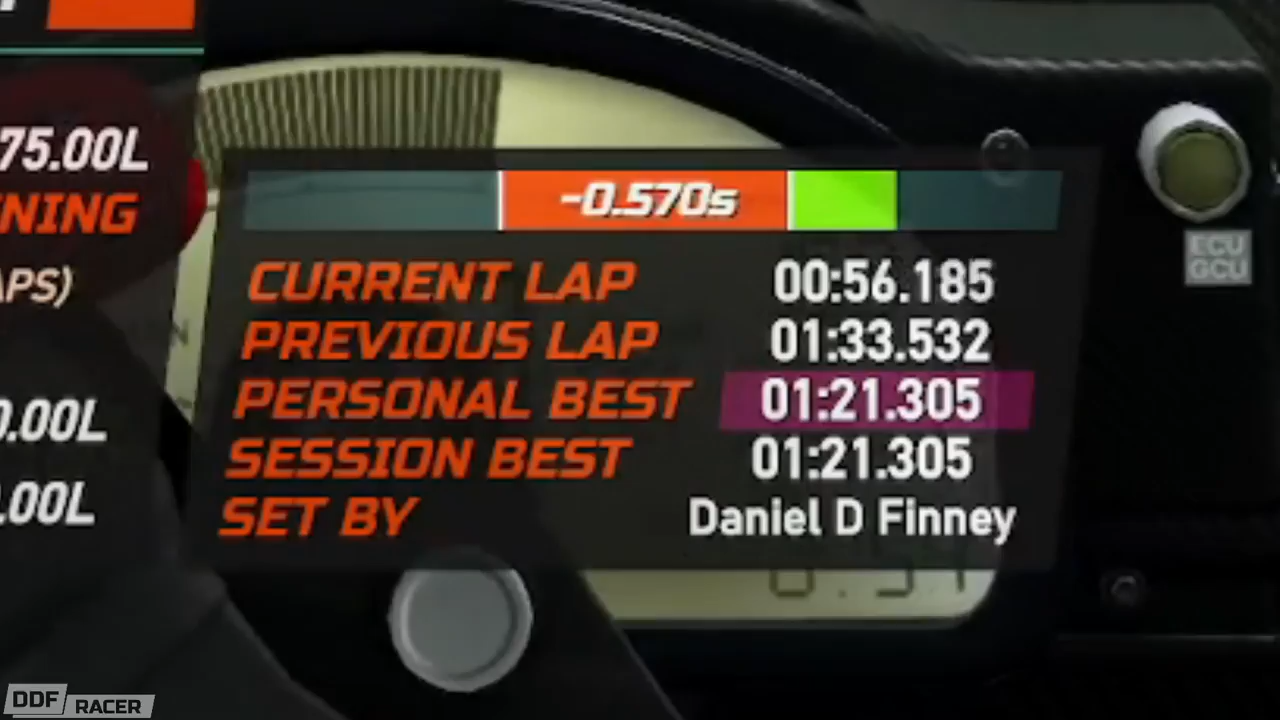 75.00L
NING
APS)
0.00L
.00L
-0.570s
CURRENT LAP 00:56.185
PREVIOUS LAP 01:33.532
PERSONAL BEST 01:21.305
SESSION BEST 01:21.305
SET BY Daniel D Finney
ECU
GCU
DDF RACER